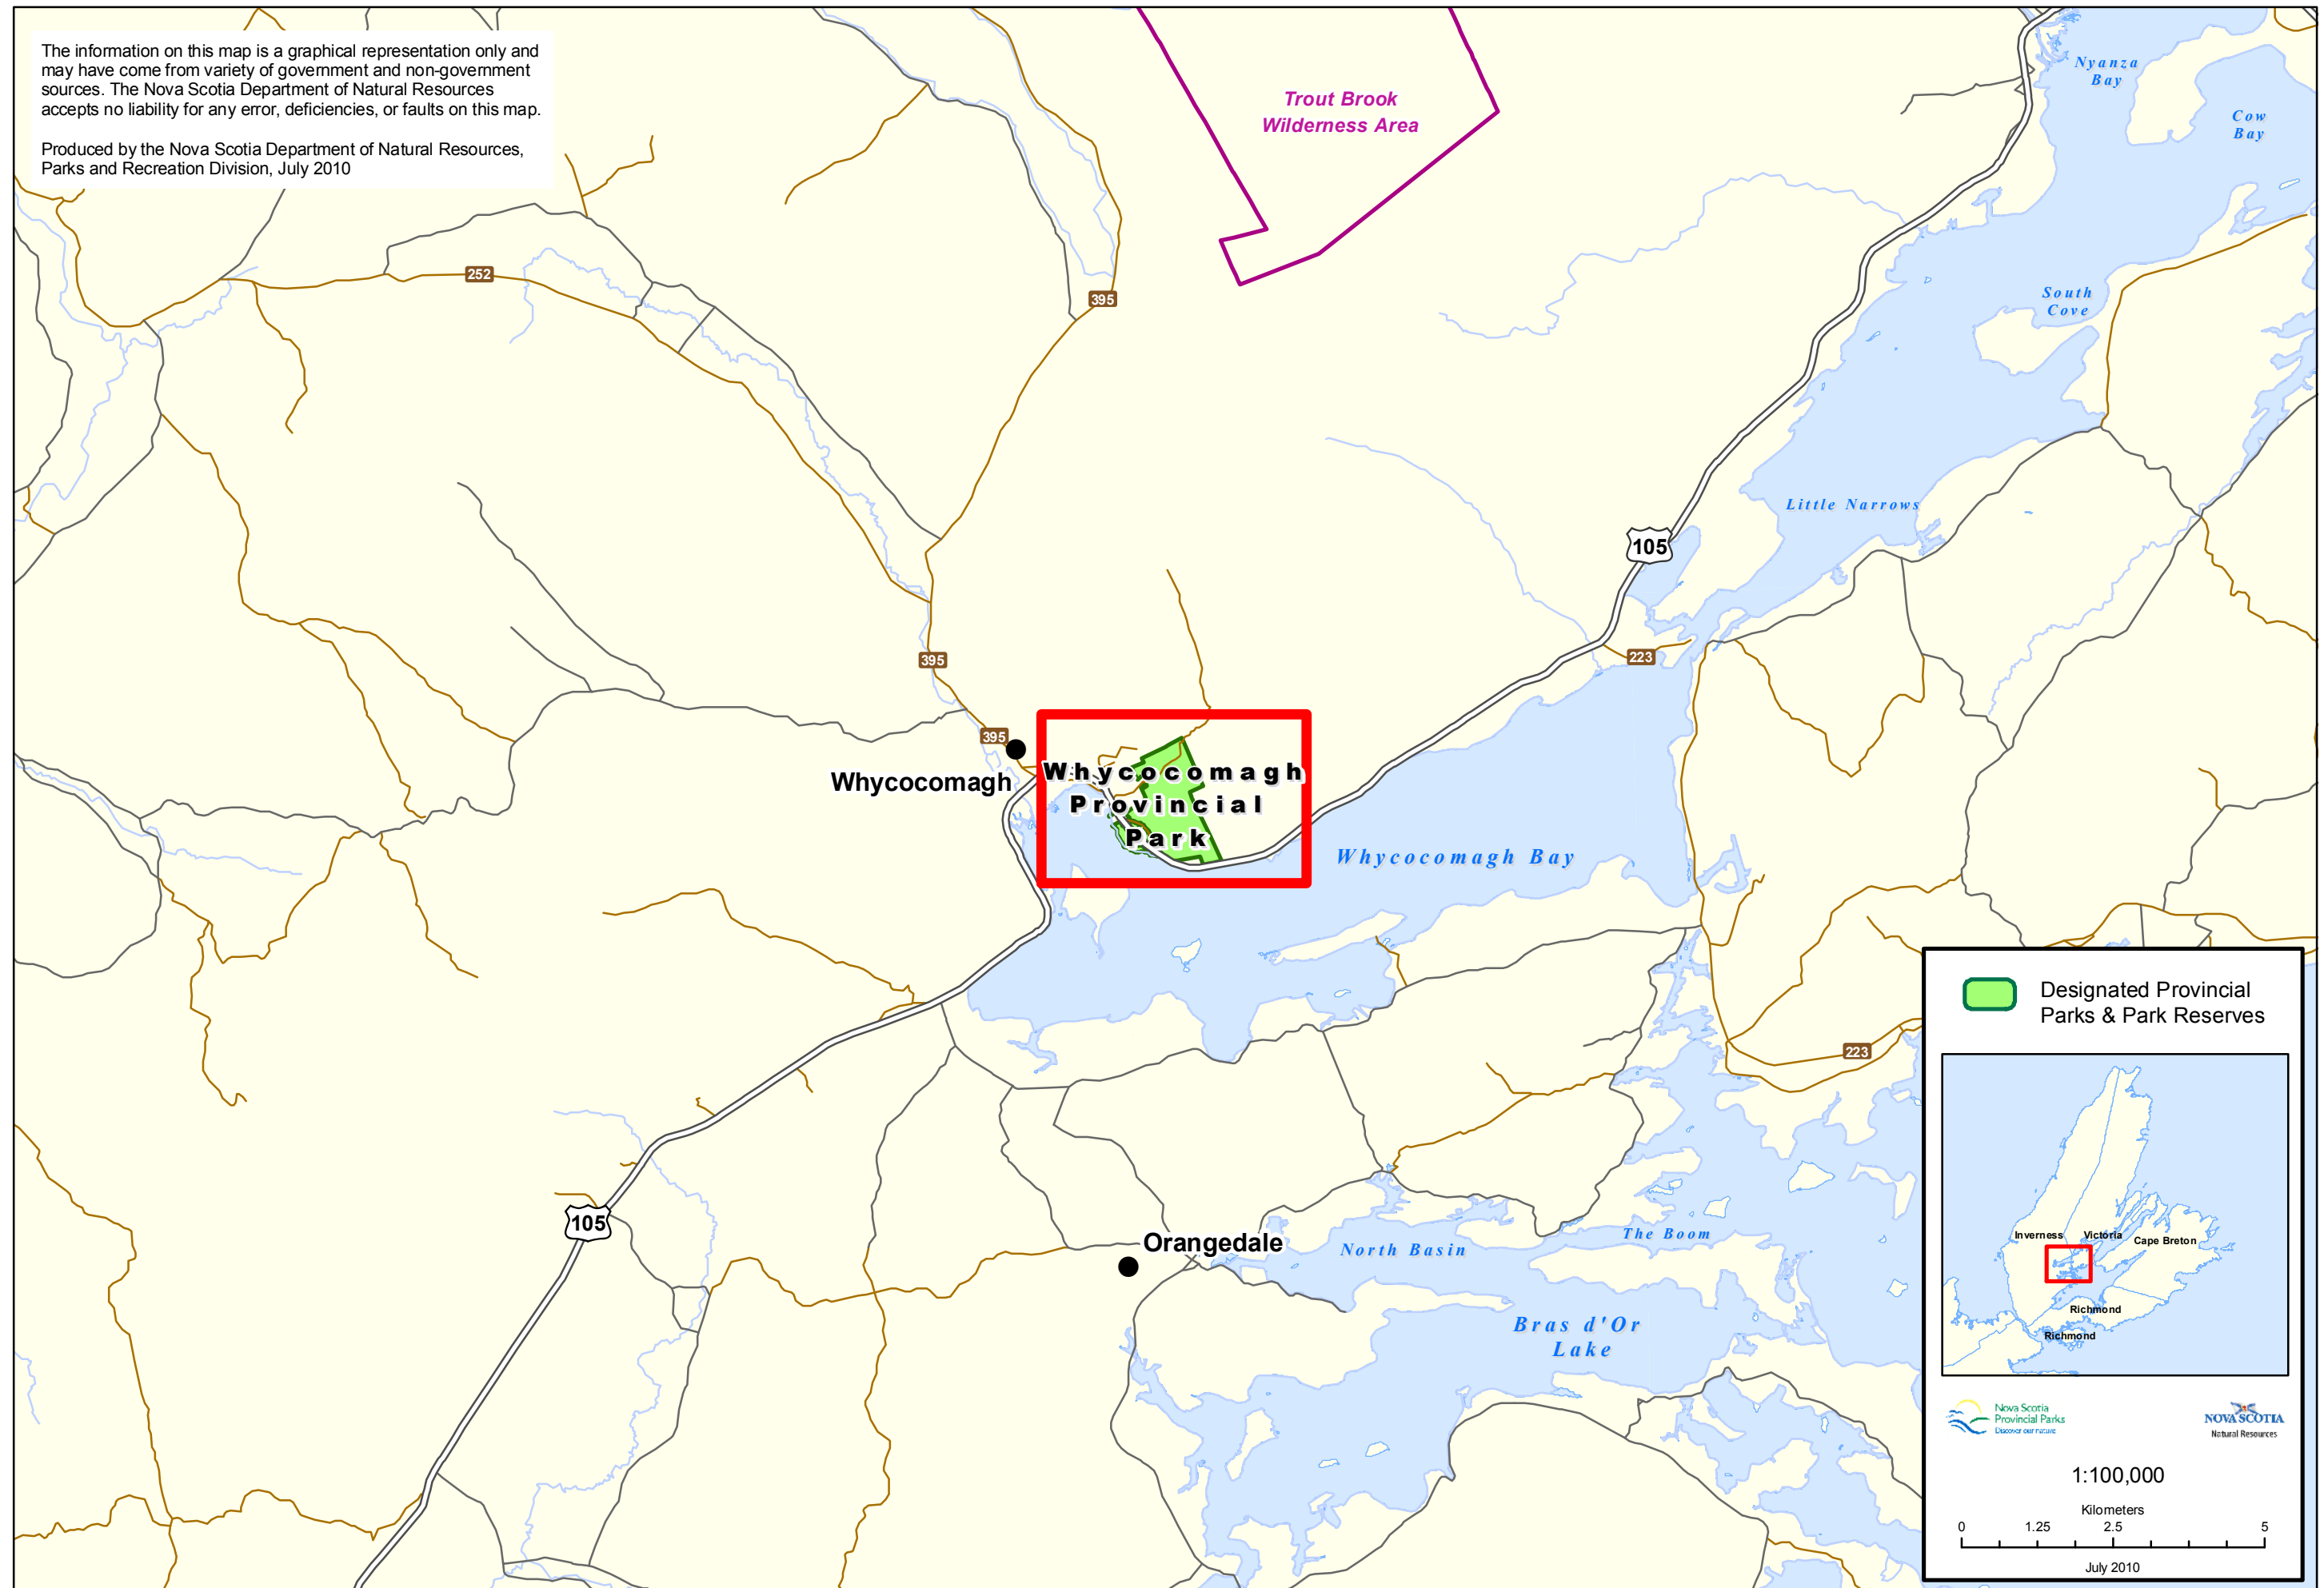 The information on this map is a graphical representation only and
may have come from variety of government and non-government
sources. The Nova Scotia Department of Natural Resources
accepts no liability for any error, deficiencies, or faults on this map.
Produced by the Nova Scotia Department of Natural Resources,
Parks and Recreation Division, July 2010
Trout Brook
Wilderness Area
Nyanza
Bay
Cow
Bay
252
395
South
Cove
Little Narrows
105
395
223
395
Whycocomagh
Whycocomagh
Provincial
Park
Whycocomagh Bay
223
105
Orangedale
North Basin
The Boom
Bras d'Or
Lake
Designated Provincial
Parks & Park Reserves
Inverness
Victoria
Cape Breton
Richmond
Richmond
Nova Scotia
Provincial Parks
Discover our nature
NOVA SCOTIA
Natural Resources
1:100,000
Kilometers
0 1.25 2.5 5
July 2010